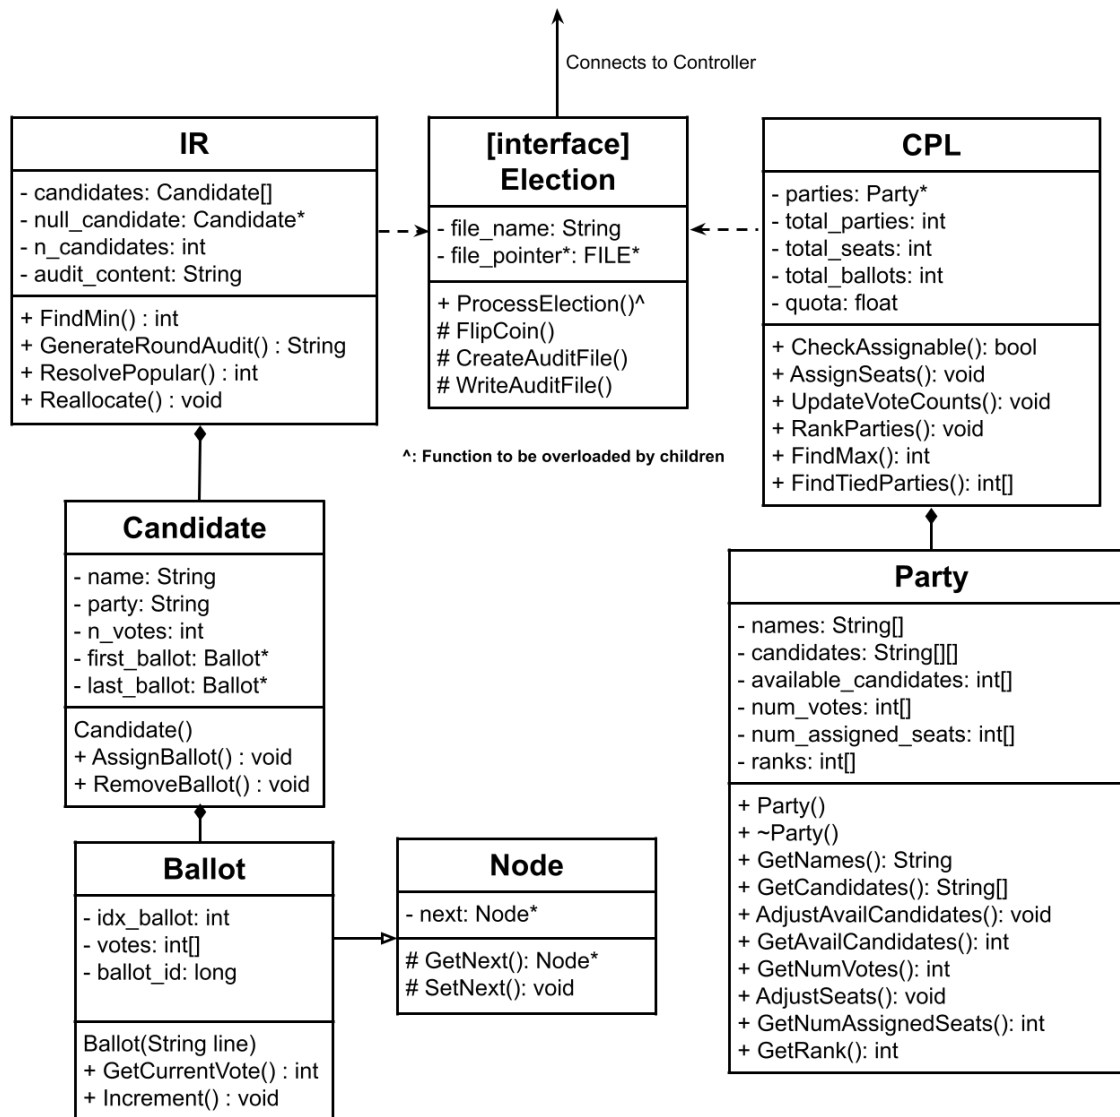 Connects to Controller
IR
- candidates: Candidate[]
- null_candidate: Candidate*
- n_candidates: int
- audit_content: String
+ FindMin() : int
+ GenerateRoundAudit() : String
+ ResolvePopular() : int
+ Reallocate() : void
[interface]
Election
- file_name: String
- file_pointer*: FILE*
+ ProcessElection()^
# FlipCoin()
# CreateAuditFile()
# WriteAuditFile()
^: Function to be overloaded by children
CPL
- parties: Party*
- total_parties: int
- total_seats: int
- total_ballots: int
- quota: float
+ CheckAssignable(): bool
+ AssignSeats(): void
+ UpdateVoteCounts(): void
+ RankParties(): void
+ FindMax(): int
+ FindTiedParties(): int[]
Candidate
- name: String
- party: String
- n_votes: int
- first_ballot: Ballot*
- last_ballot: Ballot*
Candidate()
+ AssignBallot() : void
+ RemoveBallot() : void
Party
- names: String[]
- candidates: String[][]
- available_candidates: int[]
- num_votes: int[]
- num_assigned_seats: int[]
- ranks: int[]
+ Party()
+ ~Party()
+ GetNames(): String
+ GetCandidates(): String[]
+ AdjustAvailCandidates(): void
+ GetAvailCandidates(): int
+ GetNumVotes(): int
+ AdjustSeats(): void
+ GetNumAssignedSeats(): int
+ GetRank(): int
Ballot
- idx_ballot: int
- votes: int[]
- ballot_id: long
Ballot(String line)
+ GetCurrentVote() : int
+ Increment() : void
Node
- next: Node*
# GetNext(): Node*
# SetNext(): void